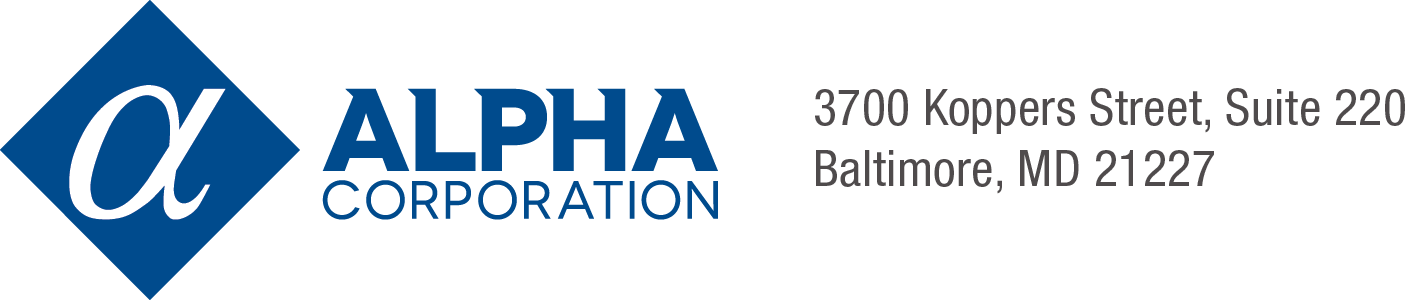 α
ALPHA
CORPORATION
3700 Koppers Street, Suite 220
Baltimore, MD 21227